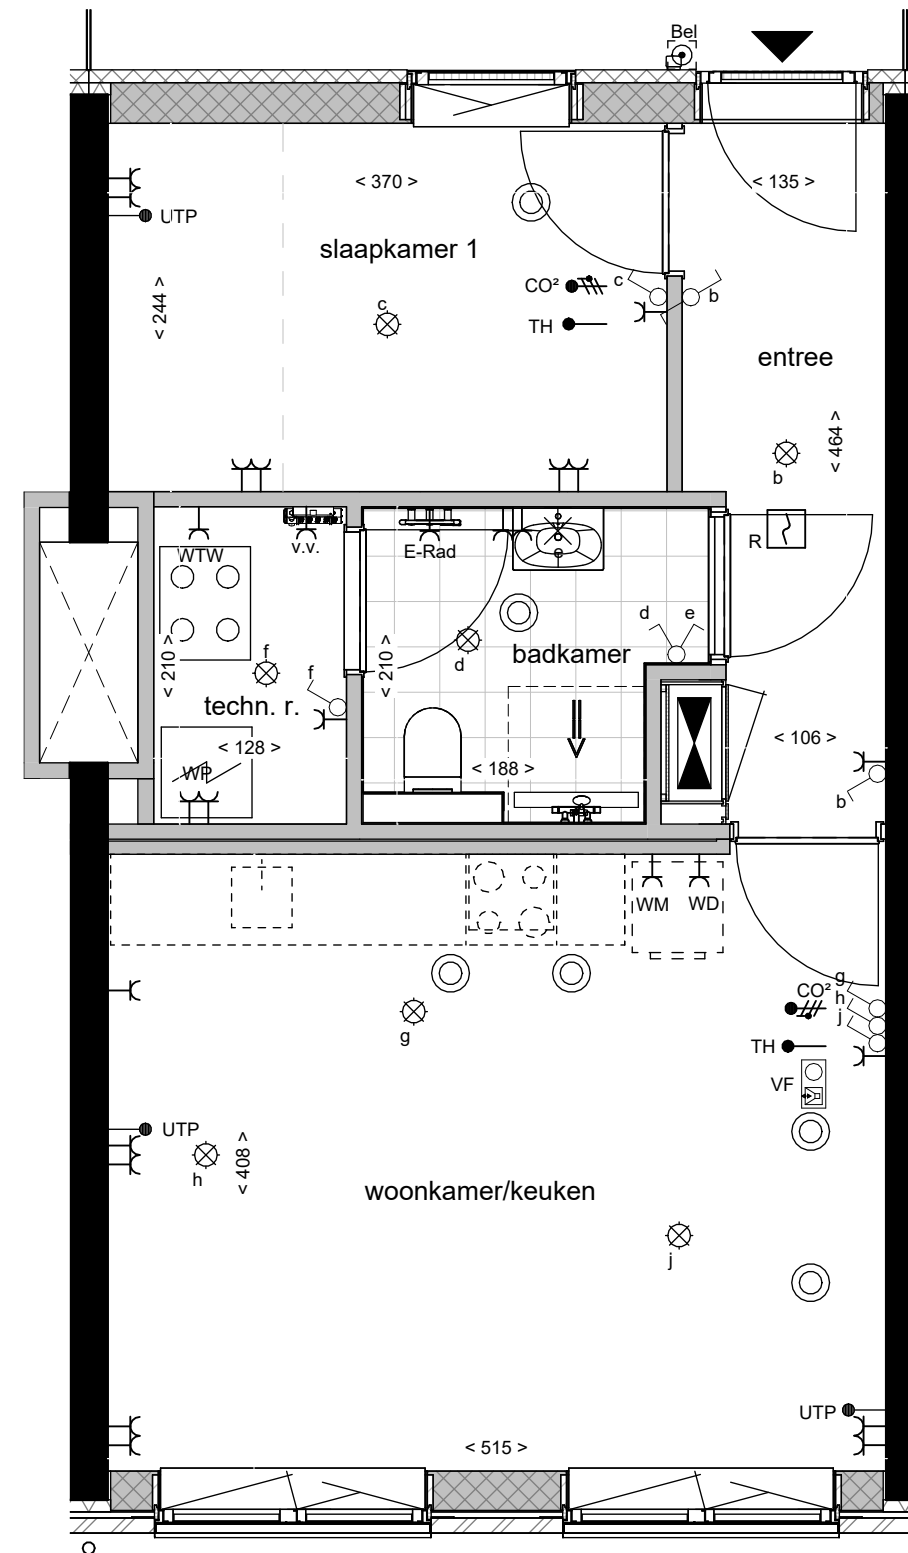 Bel
< 370 >
< 135 >
UTP
slaapkamer 1
CO²
c
b
< 244 >
c
TH
entree
< 464 >
b
WTW
v.v.
E-Rad
R
d
e
f
< 210 >
f
< 210 >
d
badkamer
techn. r.
< 128 >
< 106 >
WP
< 188 >
b
WM
WD
g
CO²
h
j
g
TH
VF
UTP
h
< 408 >
woonkamer/keuken
j
UTP
< 515 >